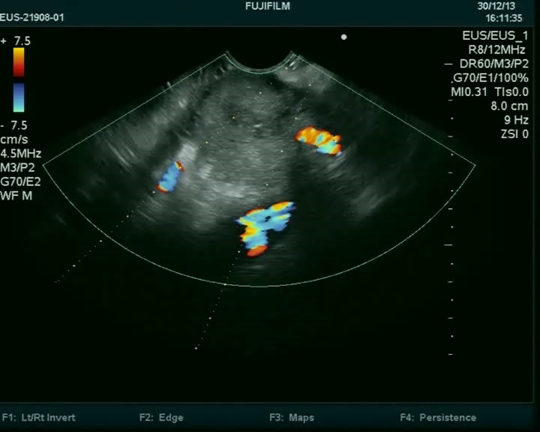 FUJIFILM
30/12/13
EUS-21908-01
16:11:35
+ 7.5
- 7.5
cm/s
4.5MHz
M3/P2
G70/E2
WF M
EUS/EUS_1
R8/12MHz
DR60/M3/P2
G70/E1/100%
MI0.31 TIs0.0
8.0 cm
9 Hz
ZSI 0
F1: Lt/Rt Invert
F2: Edge
F3: Maps
F4: Persistence